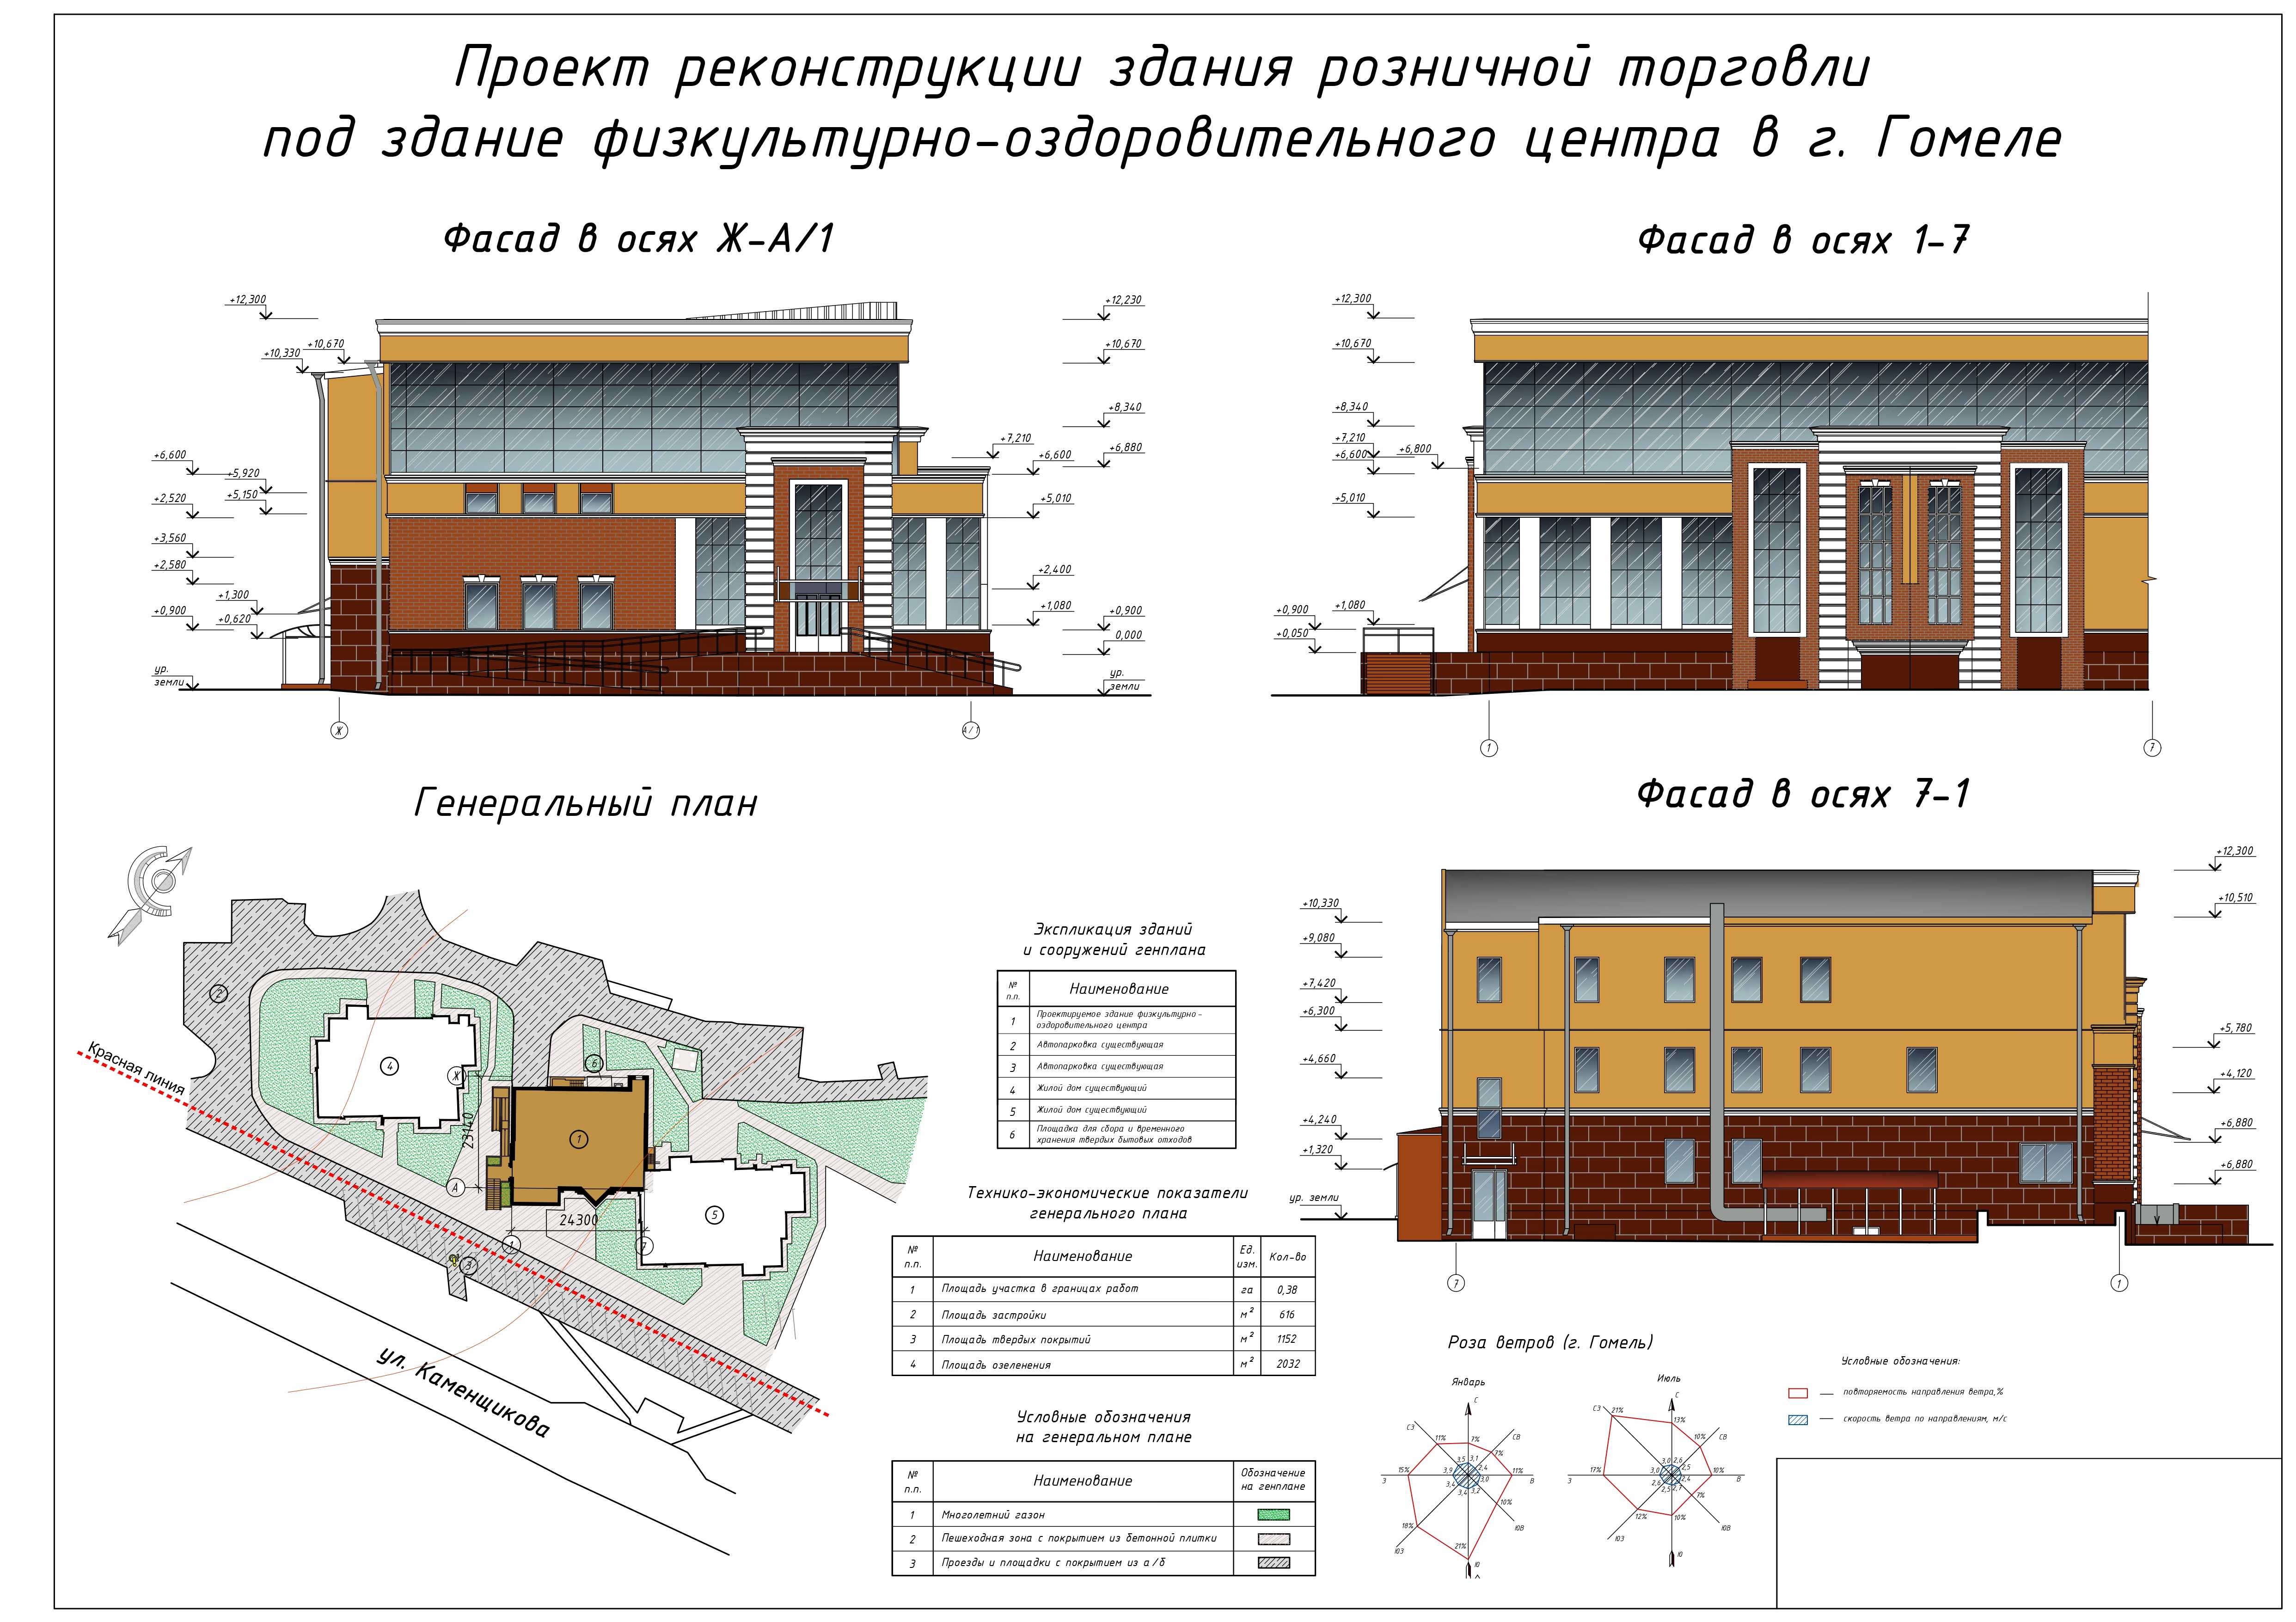 Проект реконструкции здания розничной торговли
под здание физкультурно-оздоровительного центра в г. Гомеле
Фасад в осях Ж-А/1
+12,300
+10,670
+10,330
+6,600
+5,920
+2,520
+5,150
+3,560
+2,580
+1,300
+0,900
+0,620
ур.
земли
+12,230
+10,670
+8,340
+7,210
+6,880
+6,600
+5,010
+2,400
+1,080
+0,900
0,000
ур.
земли
Ж
А/1
Фасад в осях 1-7
+12,300
+10,670
+8,340
+7,210
+6,800
+6,600
+5,010
+1,080
+0,900
+0,050
1
7
Генеральный план
Красная линия
2
4
Ж
6
1
23140
А
5
24300
1
7
3
ул. Каменщикова
Экспликация зданий
и сооружений генплана
№ п.п. Наименование
1 Проектируемое здание физкультурно-
оздоровительного центра
2 Автопарковка существующая
3 Автопарковка существующая
4 Жилой дом существующий
5 Жилой дом существующий
6 Площадка для сбора и временного
хранения твердых бытовых отходов
Технико-экономические показатели
генерального плана
№ п.п. Наименование Ед. изм. Кол-во
1 Площадь участка в границах работ га 0,38
2 Площадь застройки м² 616
3 Площадь твердых покрытий м² 1152
4 Площадь озеленения м² 2032
Условные обозначения
на генеральном плане
№ п.п. Наименование Обозначение на генплане
1 Многолетний газон
2 Пешеходная зона с покрытием из бетонной плитки
3 Проезды и площадки с покрытием из а/б
Фасад в осях 7-1
+10,330
+9,080
+7,420
+6,300
+4,660
+4,240
+1,320
ур. земли
+12,300
+10,510
+5,780
+4,120
+6,880
+6,880
7
1
Роза ветров (г. Гомель)
Январь
С
СЗ
11%
7%
СВ
7%
3,5
3,1
2,4
15%
3,9
3,0
11%
З
В
3,4
3,4
3,2
10%
18%
ЮВ
21%
ЮЗ
Ю
Июль
С
СЗ
21%
13%
10%
СВ
3,0
2,6
2,5
17%
3,0
10%
З
В
2,6
2,4
2,5
2,7
7%
12%
10%
ЮВ
ЮЗ
Ю
Условные обозначения:
— повторяемость направления ветра,%
— скорость ветра по направлениям, м/с